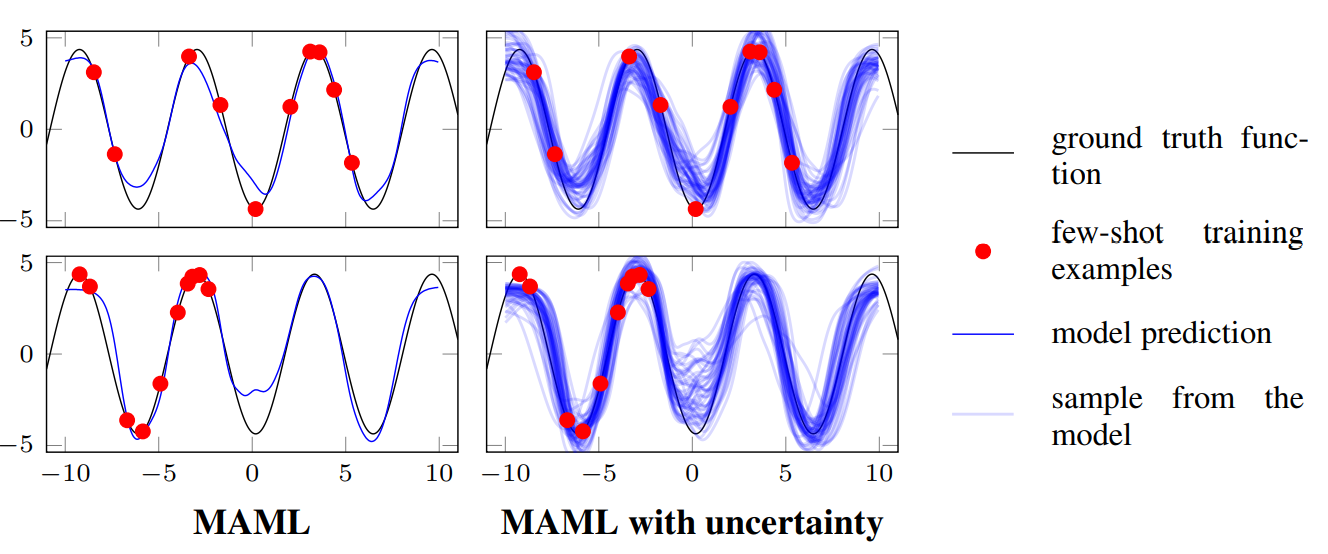 5
0
−5
5
0
−5
−10 −5 0 5 10
−10 −5 0 5 10
MAML
MAML with uncertainty
ground truth func-
tion
few-shot training
examples
model prediction
sample from the
model